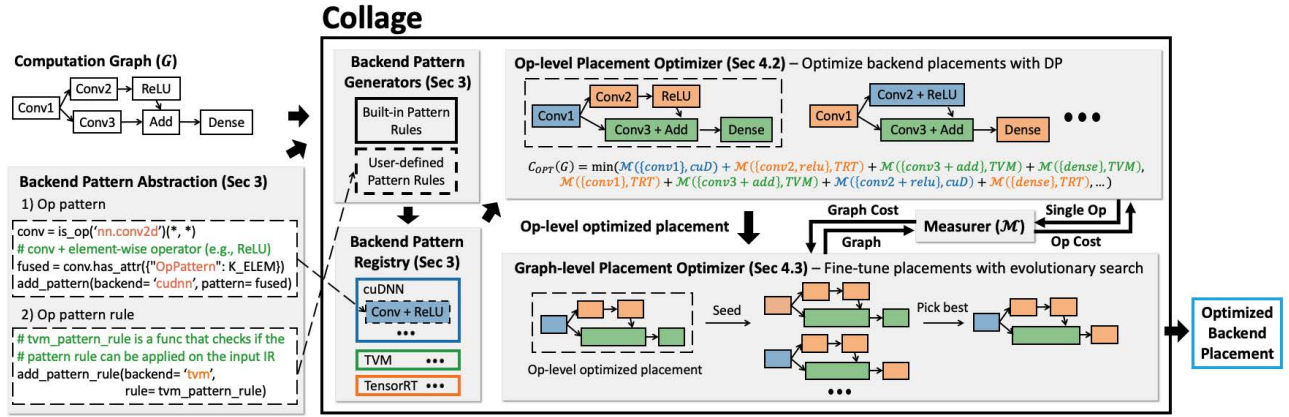 Collage
Computation Graph (G)
Conv1
Conv2
ReLU
Conv3
Add
Dense
Backend Pattern Abstraction (Sec 3)
1) Op pattern
conv = is_op(‘nn.conv2d’)(*, *)
# conv + element-wise operator (e.g., ReLU)
fused = conv.has_attr({"OpPattern": K_ELEM})
add_pattern(backend= ‘cudnn’, pattern= fused)
2) Op pattern rule
# tvm_pattern_rule is a func that checks if the
# pattern rule can be applied on the input IR
add_pattern_rule(backend= ‘tvm’,
rule= tvm_pattern_rule)
Backend Pattern
Generators (Sec 3)
Built-in Pattern
Rules
User-defined
Pattern Rules
Backend Pattern
Registry (Sec 3)
cuDNN
Conv + ReLU
•••
TVM •••
TensorRT •••
Op-level Placement Optimizer (Sec 4.2) – Optimize backend placements with DP
Conv1
Conv2
ReLU
Conv3 + Add
Dense
Conv1
Conv2 + ReLU
Conv3 + Add
Dense
•••
C_OPT(G) = min(ℳ({conv1}, cuD) + ℳ({conv2, relu}, TRT) + ℳ({conv3 + add}, TVM) + ℳ({dense}, TVM),
ℳ({conv1}, TRT) + ℳ({conv3 + add}, TVM) + ℳ({conv2 + relu}, cuD) + ℳ({dense}, TRT), …)
Op-level optimized placement
Graph Cost
Graph
Measurer (ℳ)
Single Op
Op Cost
Graph-level Placement Optimizer (Sec 4.3) – Fine-tune placements with evolutionary search
Op-level optimized placement
Seed
Pick best
•••
Optimized
Backend
Placement